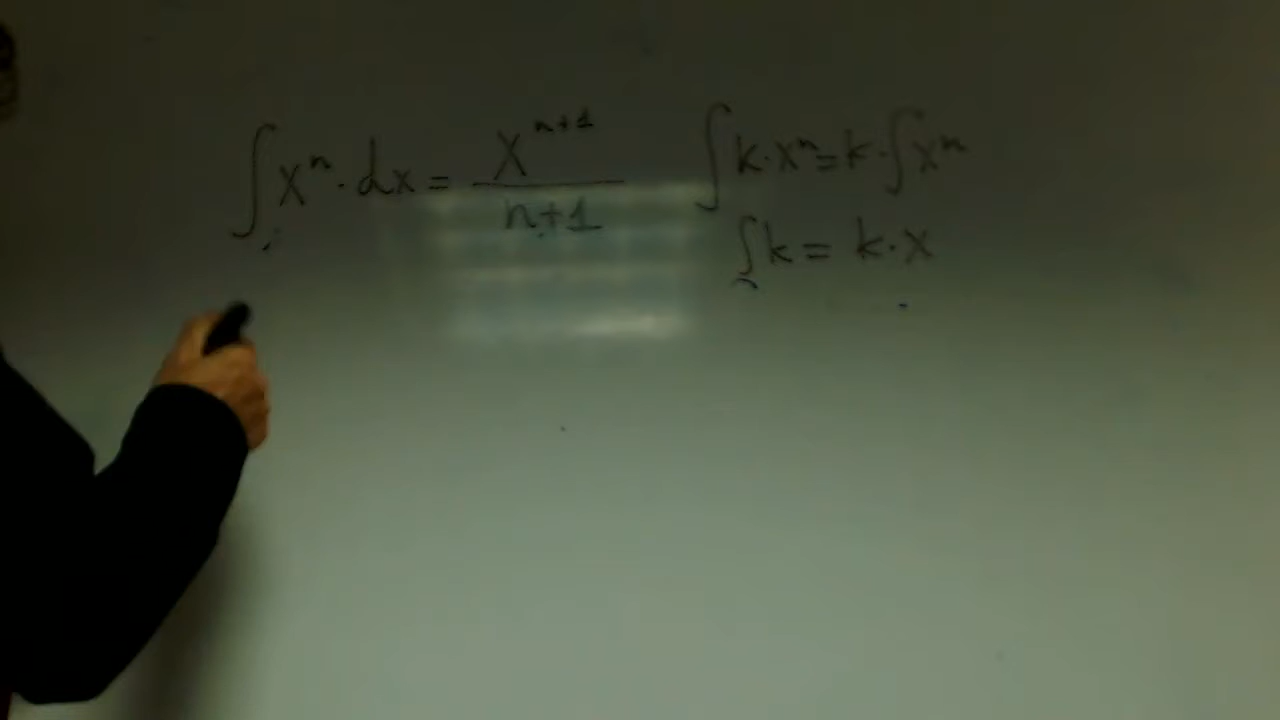 ∫ xⁿ · dx = xⁿ⁺¹ / n+1
∫ k·xⁿ = k·∫ xⁿ
∫ k = k·x